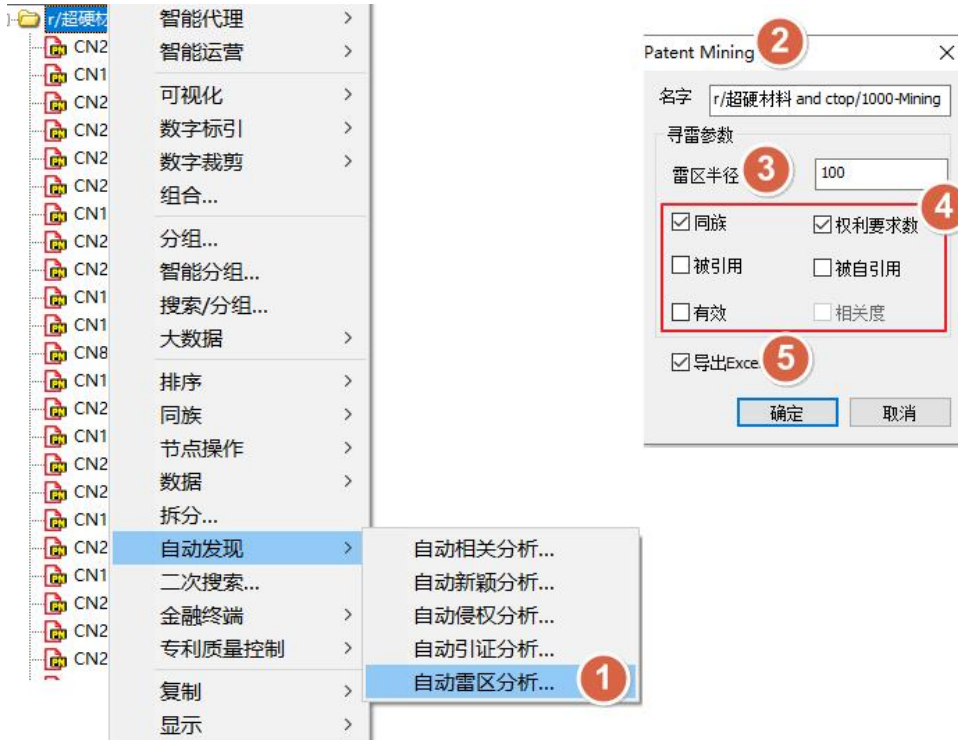 r/超硬材
CN2
CN1
CN2
CN2
CN2
CN2
CN1
CN2
CN2
CN1
CN1
CN8
CN1
CN2
CN1
CN2
CN2
CN1
CN2
CN1
CN2
CN2
CN2
智能代理
智能运营
可视化
数字标引
数字裁剪
组合...
分组...
智能分组...
搜索/分组...
大数据
排序
同族
节点操作
数据
拆分...
自动发现
二次搜索...
金融终端
专利质量控制
复制
显示
自动相关分析...
自动新颖分析...
自动侵权分析...
自动引证分析...
自动雷区分析... 1
Patent Mining 2
名字 r/超硬材料 and ctop/1000-Mining
寻雷参数
雷区半径 3 100
4
同族 权利要求数
被引用 被自引用
有效 相关度
导出Exce 5
确定 取消